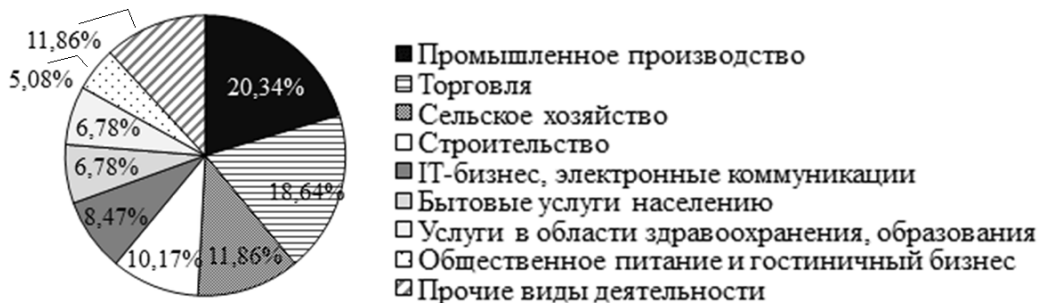 11,86%
5,08%
6,78%
6,78%
8,47%
10,17%
11,86%
18,64%
20,34%
Промышленное производство
Торговля
Сельское хозяйство
Строительство
IT-бизнес, электронные коммуникации
Бытовые услуги населению
Услуги в области здравоохранения, образования
Общественное питание и гостиничный бизнес
Прочие виды деятельности